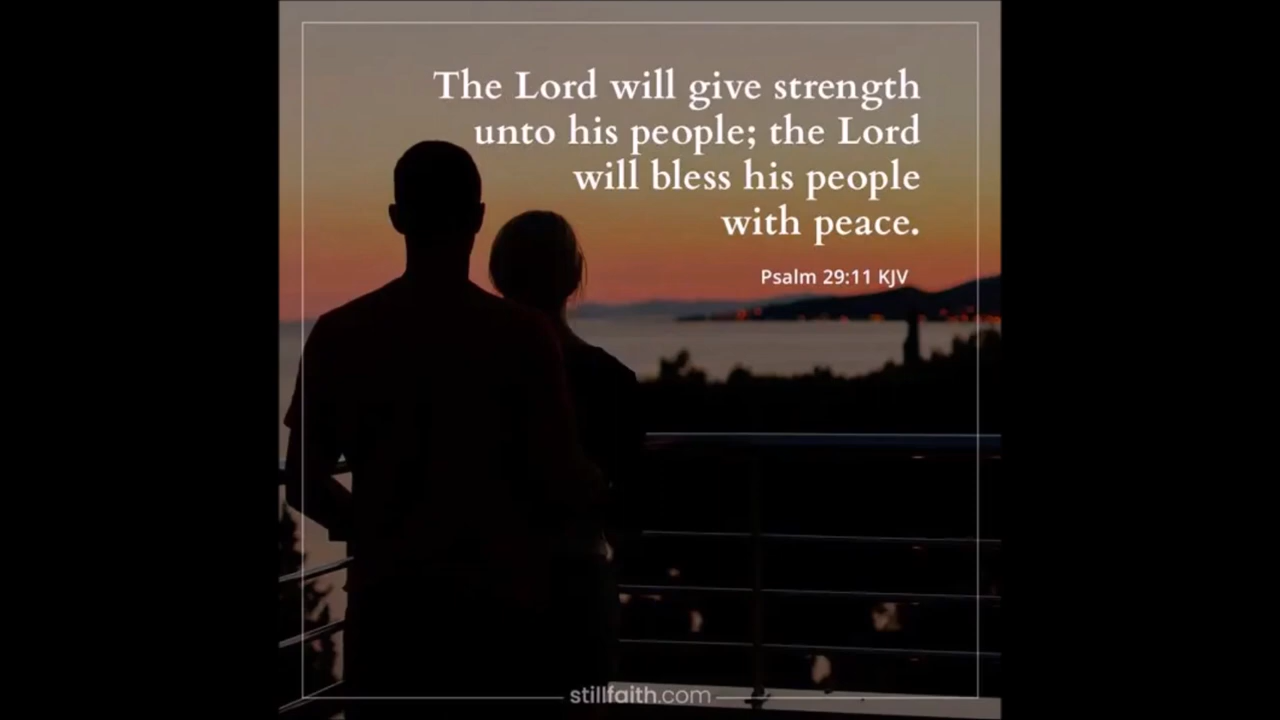 The Lord will give strength
unto his people; the Lord
will bless his people
with peace.
Psalm 29:11 KJV
stillfaith.com